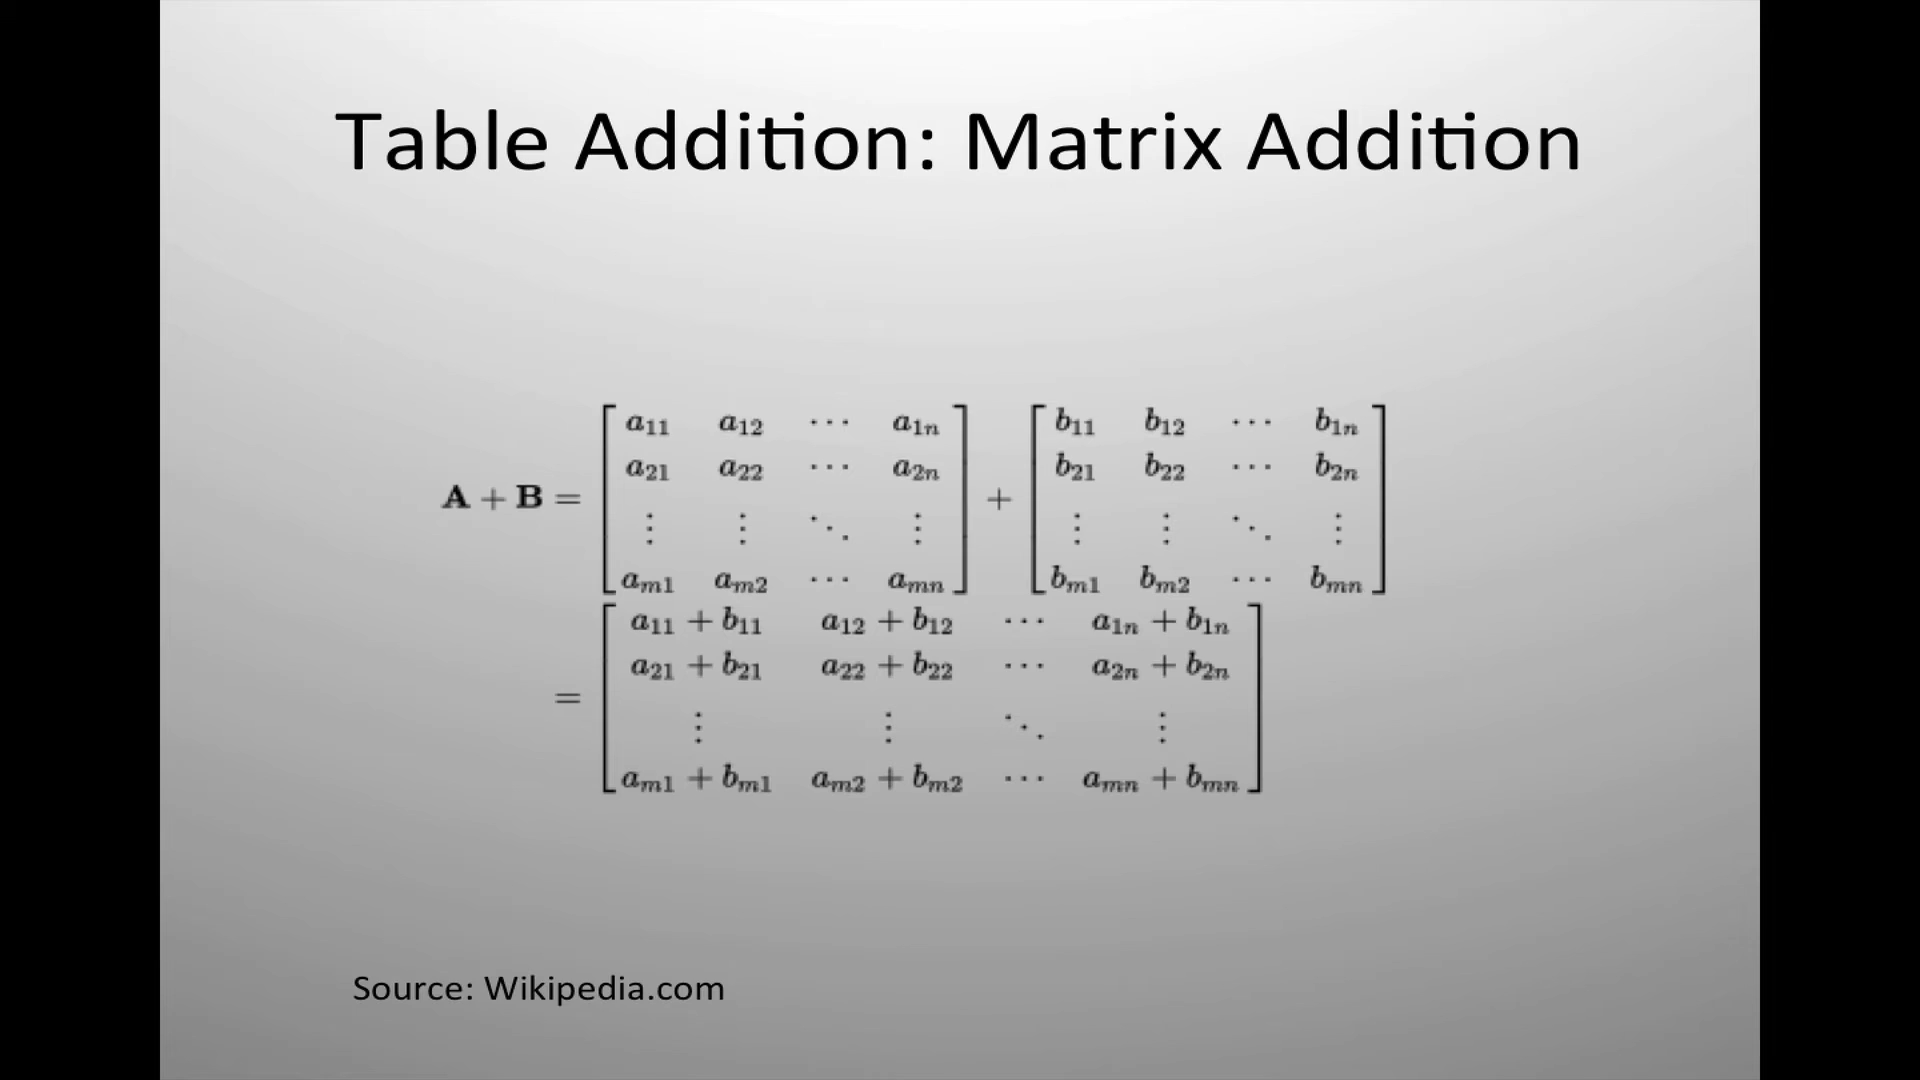 Table Addition: Matrix Addition
a₁₁ a₁₂ ⋯ a₁ₙ b₁₁ b₁₂ ⋯ b₁ₙ
a₂₁ a₂₂ ⋯ a₂ₙ b₂₁ b₂₂ ⋯ b₂ₙ
A + B = ⋮ ⋮ ⋱ ⋮ + ⋮ ⋮ ⋱ ⋮
aₘ₁ aₘ₂ ⋯ aₘₙ bₘ₁ bₘ₂ ⋯ bₘₙ
a₁₁ + b₁₁ a₁₂ + b₁₂ ⋯ a₁ₙ + b₁ₙ
a₂₁ + b₂₁ a₂₂ + b₂₂ ⋯ a₂ₙ + b₂ₙ
= ⋮ ⋮ ⋱ ⋮
aₘ₁ + bₘ₁ aₘ₂ + bₘ₂ ⋯ aₘₙ + bₘₙ
Source: Wikipedia.com